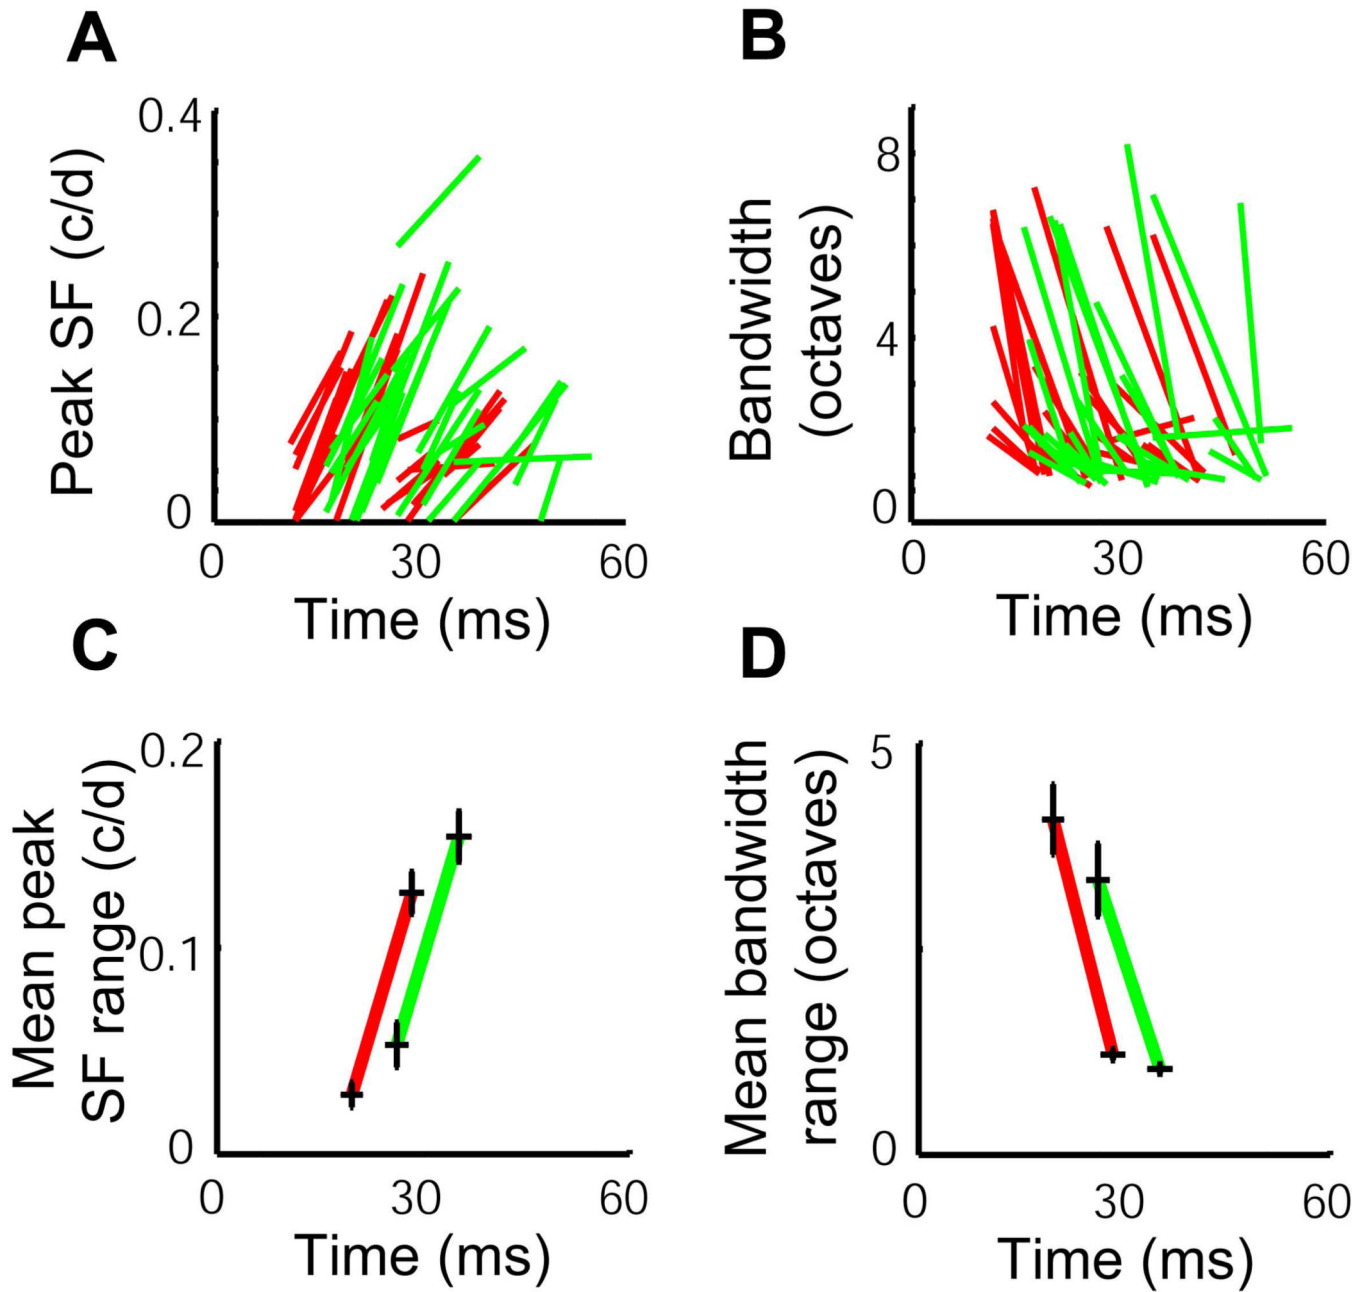 A
0.4
0.2
0
Peak SF (c/d)
0 30 60
Time (ms)
B
8
4
0
Bandwidth
(octaves)
0 30 60
Time (ms)
C
0.2
0.1
0
Mean peak
SF range (c/d)
0 30 60
Time (ms)
D
5
0
Mean bandwidth
range (octaves)
0 30 60
Time (ms)